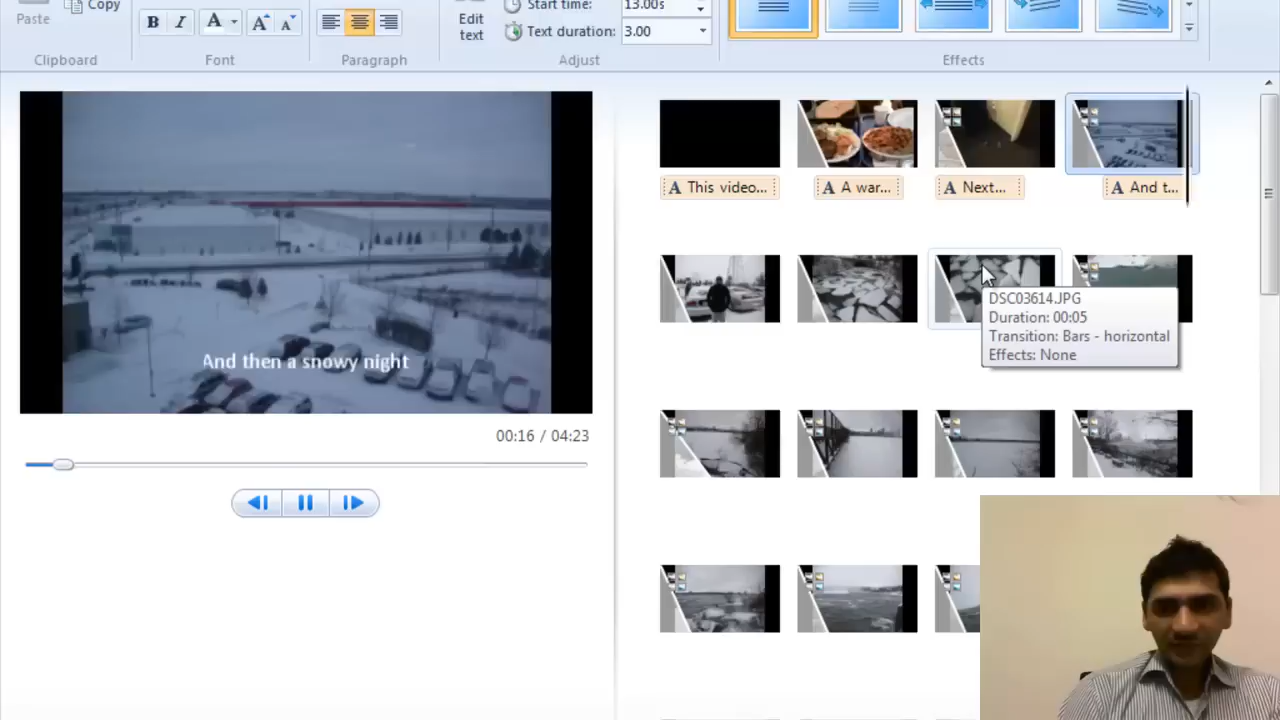 Paste
Copy
Clipboard
B I A A A
Font
Paragraph
Edit
text
Start time:
13.00s
Text duration:
3.00
Adjust
Effects
And then a snowy night
00:16 / 04:23
A This video...
A A war...
A Next...
A And t...
DSC03614.JPG
Duration: 00:05
Transition: Bars - horizontal
Effects: None